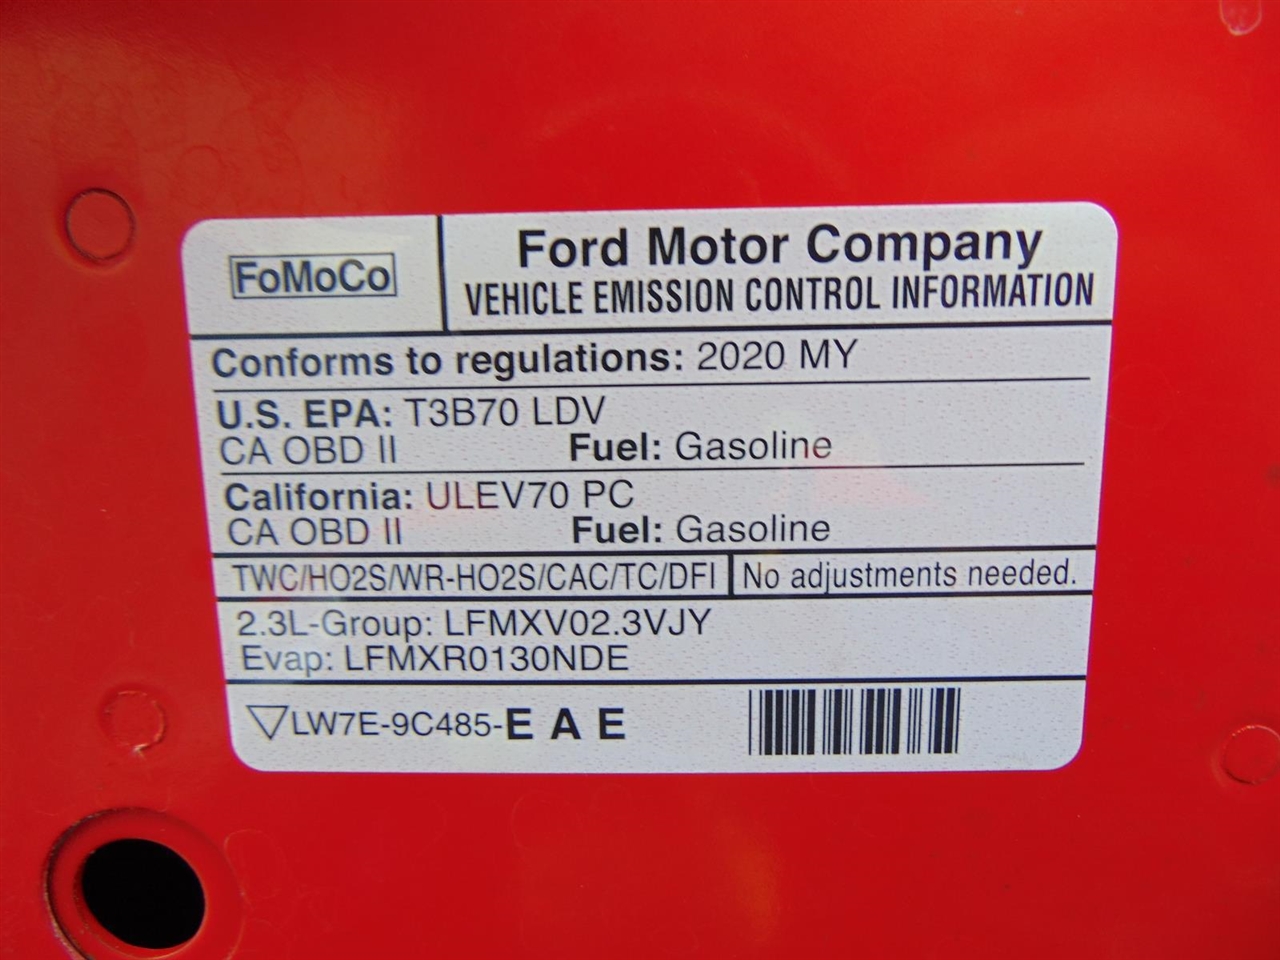 FoMoCo
Ford Motor Company
VEHICLE EMISSION CONTROL INFORMATION
Conforms to regulations: 2020 MY
U.S. EPA: T3B70 LDV
CA OBD II Fuel: Gasoline
California: ULEV70 PC
CA OBD II Fuel: Gasoline
TWC/HO2S/WR-HO2S/CAC/TC/DFI No adjustments needed.
2.3L-Group: LFMXV02.3VJY
Evap: LFMXR0130NDE
LW7E-9C485-E A E